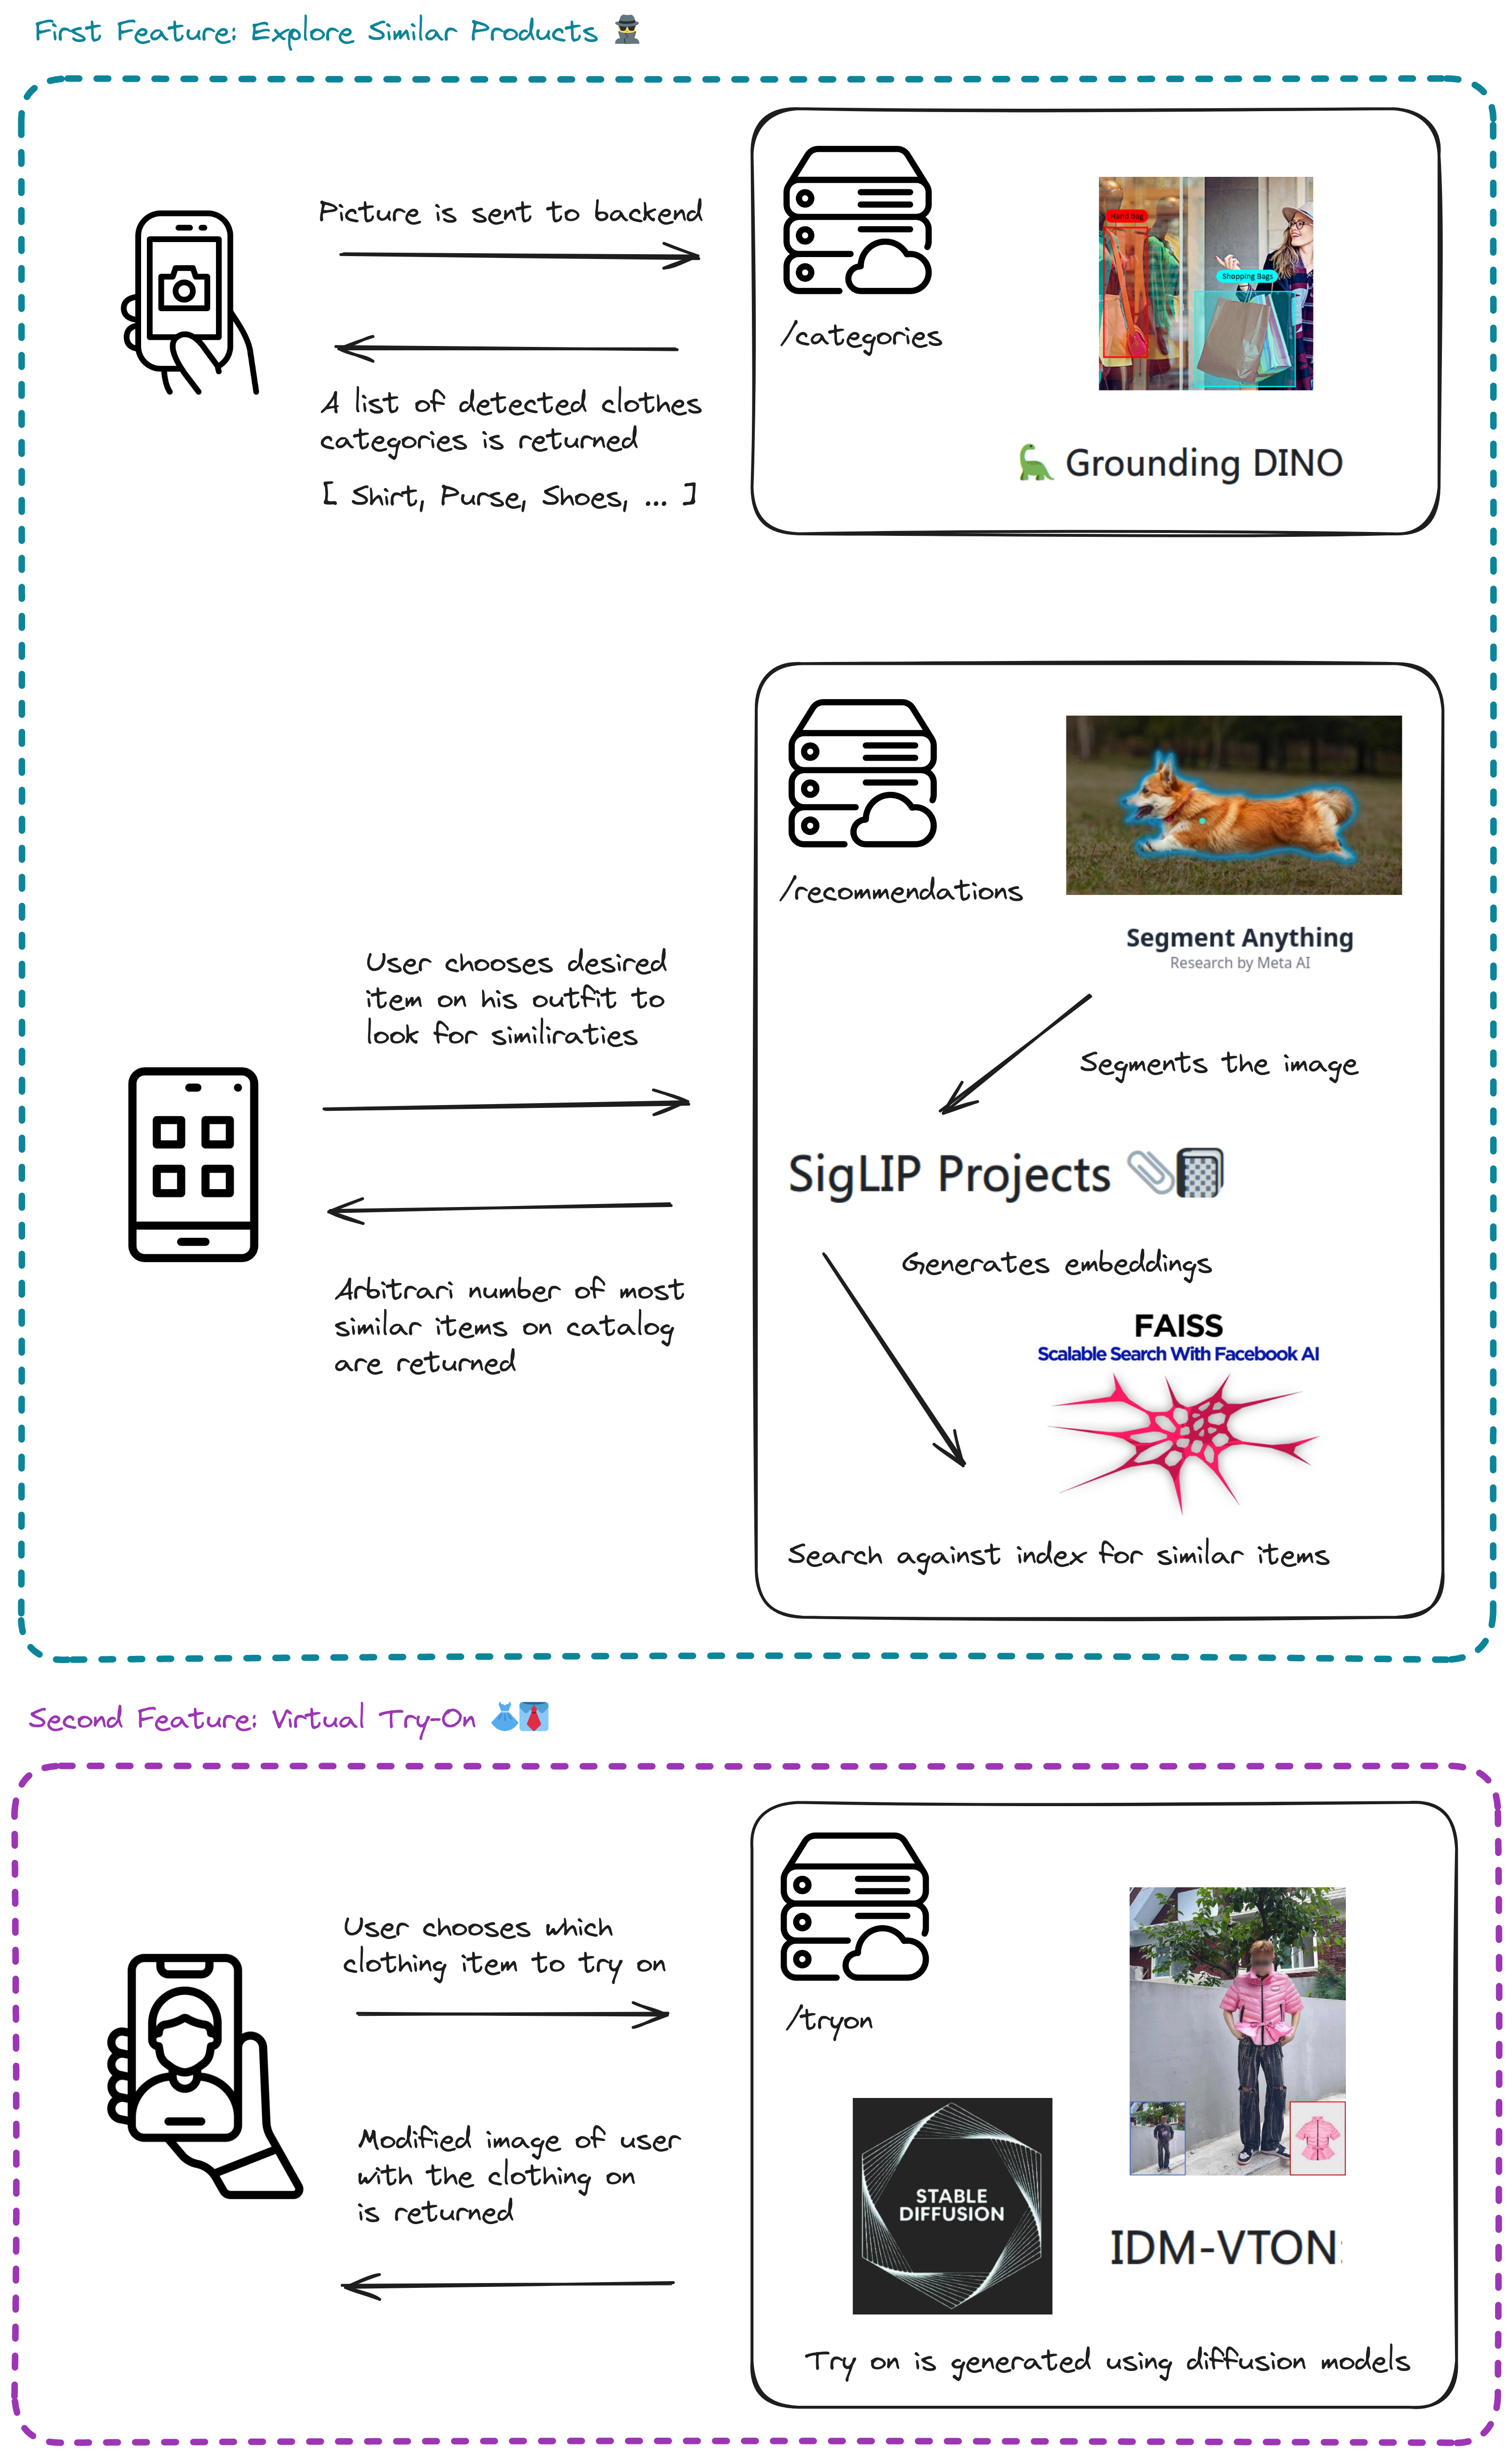 First Feature: Explore Similar Products
Picture is sent to backend
A list of detected clothes
categories is returned
[ Shirt, Purse, Shoes, ... ]
/categories
Hand bag
Shopping Bags
Grounding DINO
/recommendations
Segment Anything
Research by Meta AI
User chooses desired
item on his outfit to
look for similiraties
Segments the image
SigLIP Projects
Arbitrari number of most
similar items on catalog
are returned
Generates embeddings
FAISS
Scalable Search With Facebook AI
Search against index for similar items
Second Feature: Virtual Try-On
User chooses which
clothing item to try on
Modified image of user
with the clothing on
is returned
/tryon
STABLE
DIFFUSION
IDM-VTON:
Try on is generated using diffusion models